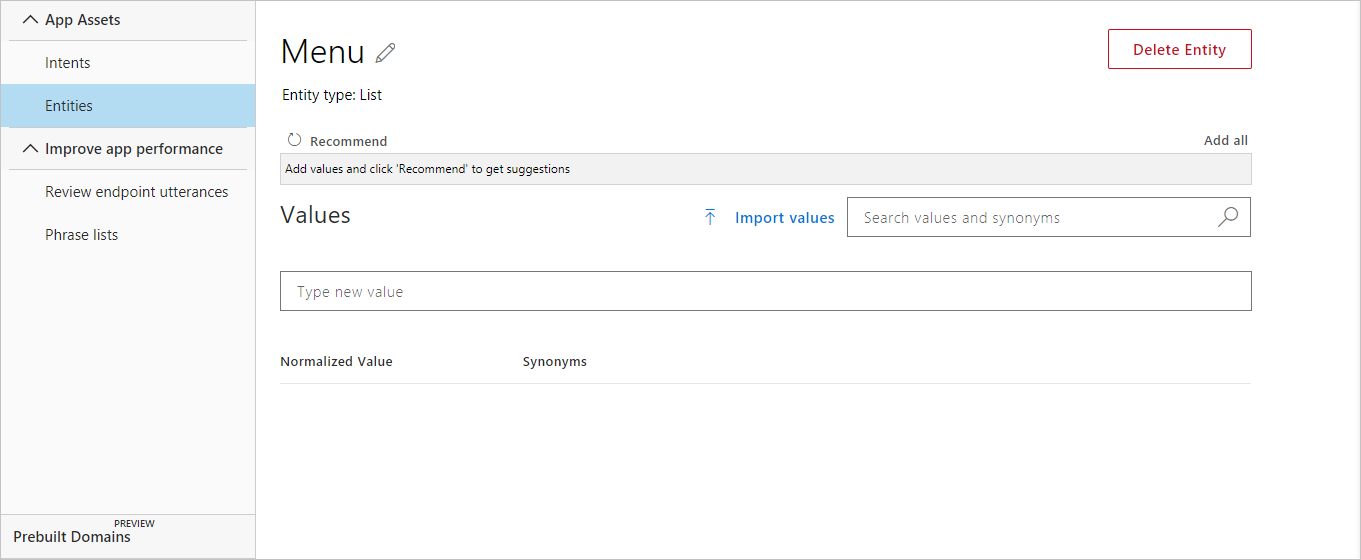 App Assets
Intents
Entities
Improve app performance
Review endpoint utterances
Phrase lists
PREVIEW
Prebuilt Domains
Menu
Delete Entity
Entity type: List
Recommend
Add all
Add values and click 'Recommend' to get suggestions
Values
Import values
Search values and synonyms
Type new value
Normalized Value
Synonyms